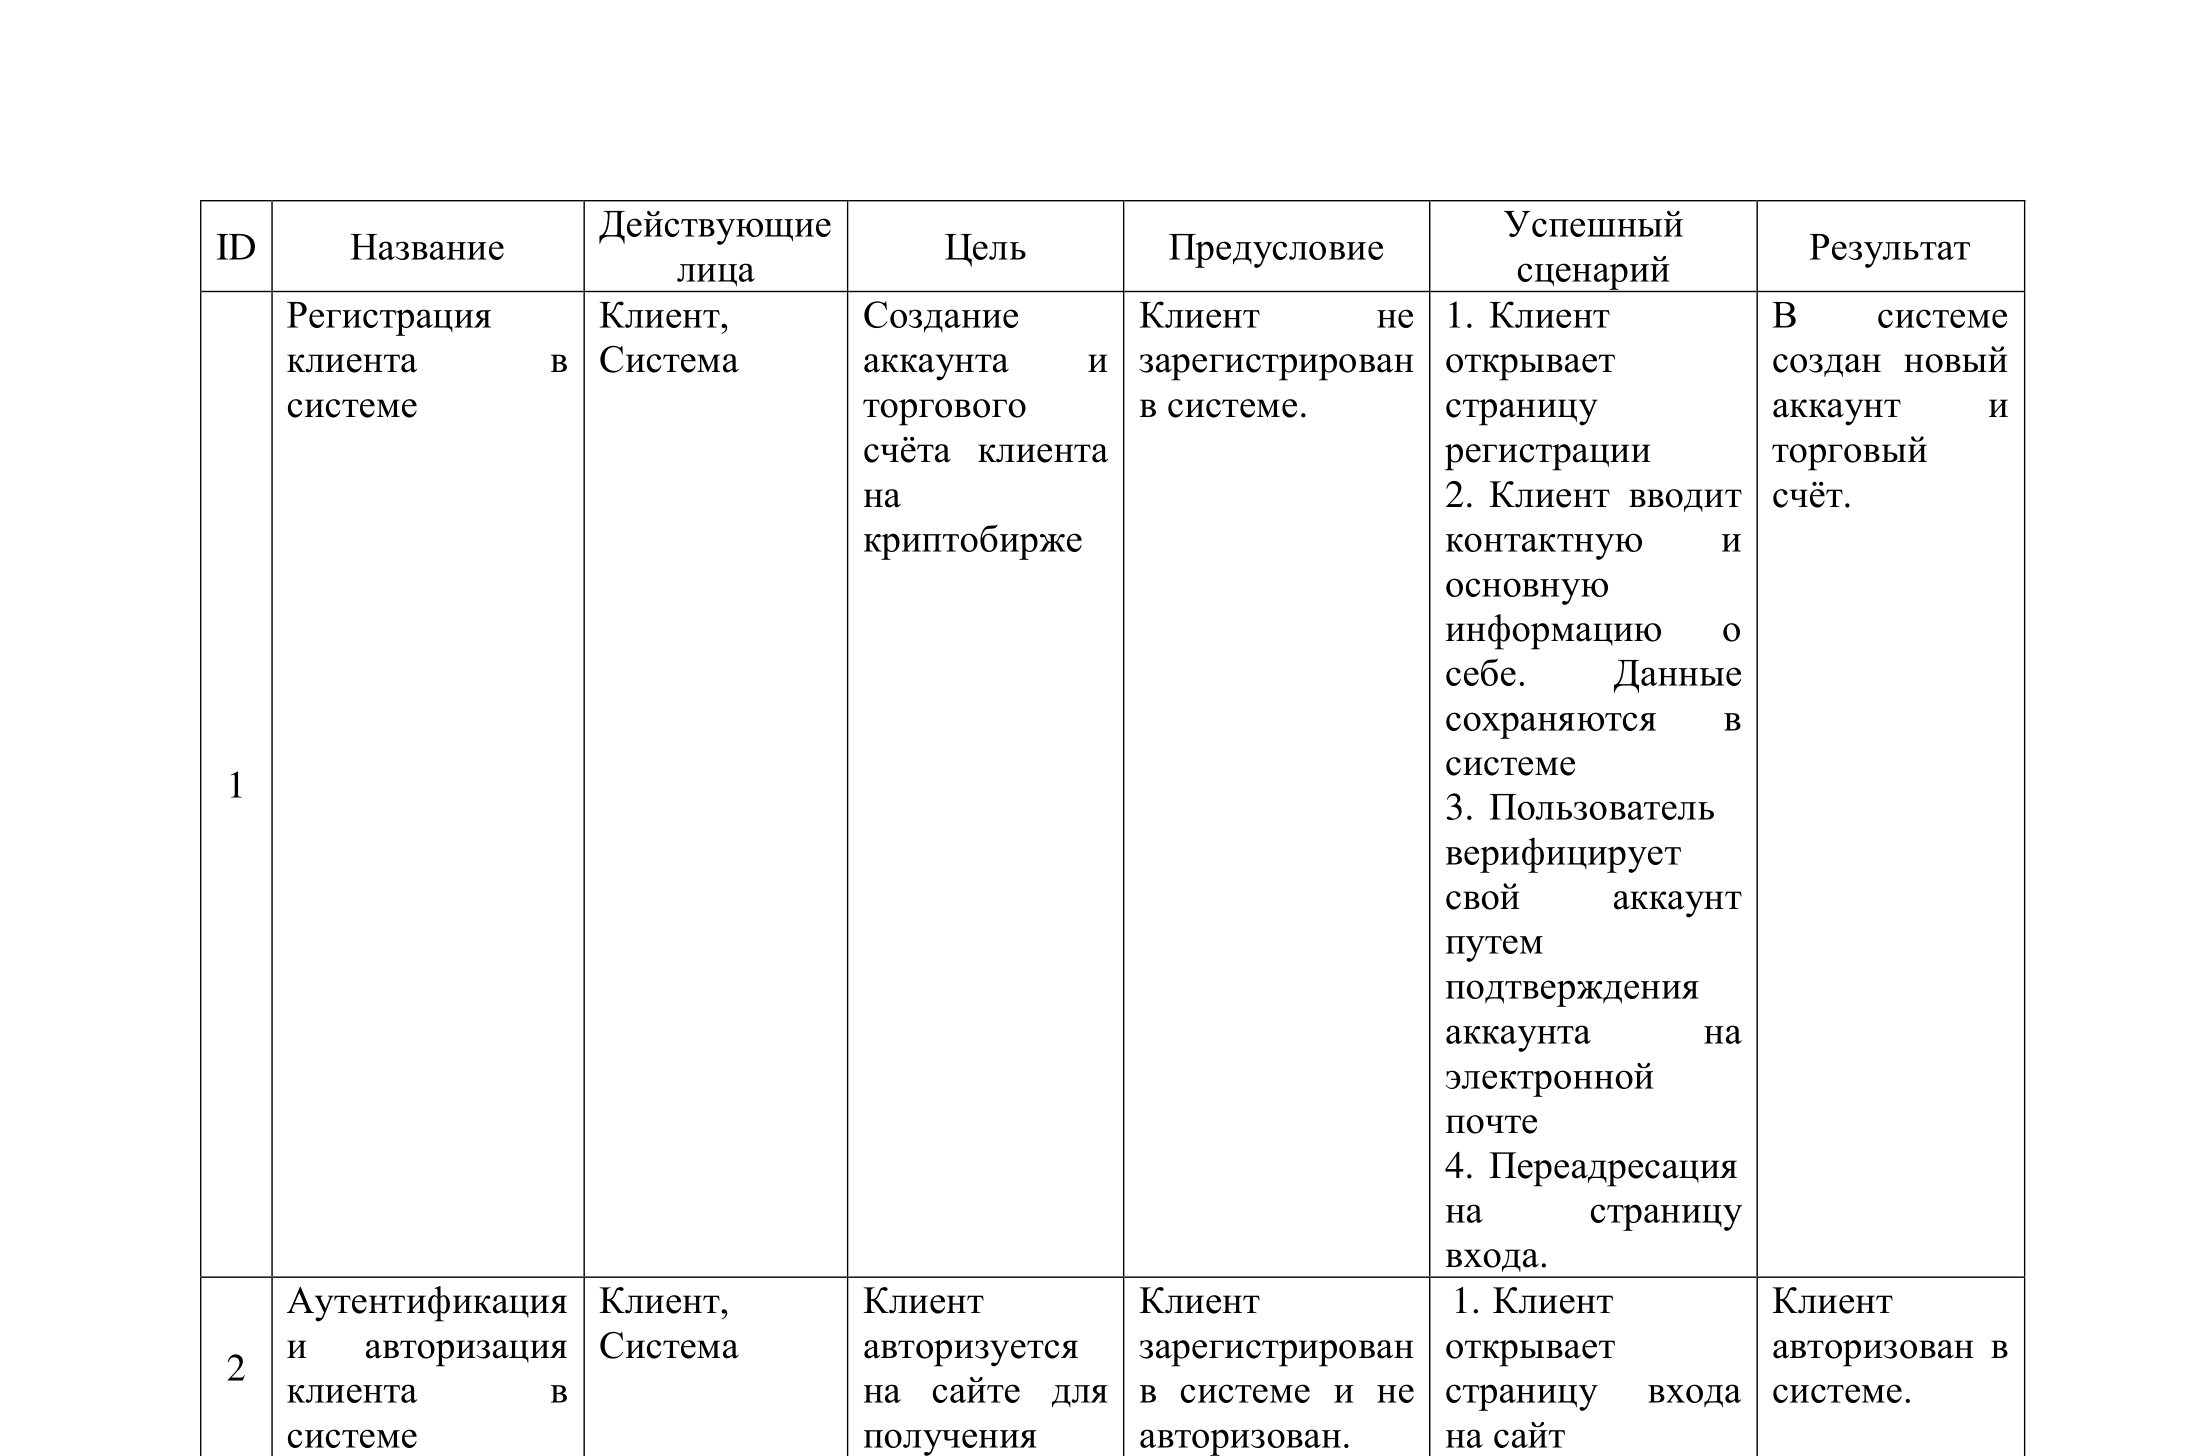 ID
Название
Действующие
лица
Цель
Предусловие
Успешный
сценарий
Результат
1
Регистрация
клиента в
системе
Клиент,
Система
Создание
аккаунта и
торгового
счёта клиента
на
криптобирже
Клиент не
зарегистрирован
в системе.
1. Клиент
открывает
страницу
регистрации
2. Клиент вводит
контактную и
основную
информацию о
себе. Данные
сохраняются в
системе
3. Пользователь
верифицирует
свой аккаунт
путем
подтверждения
аккаунта на
электронной
почте
4. Переадресация
на страницу
входа.
В системе
создан новый
аккаунт и
торговый
счёт.
2
Аутентификация
и авторизация
клиента в
системе
Клиент,
Система
Клиент
авторизуется
на сайте для
получения
Клиент
зарегистрирован
в системе и не
авторизован.
1. Клиент
открывает
страницу входа
на сайт
Клиент
авторизован в
системе.